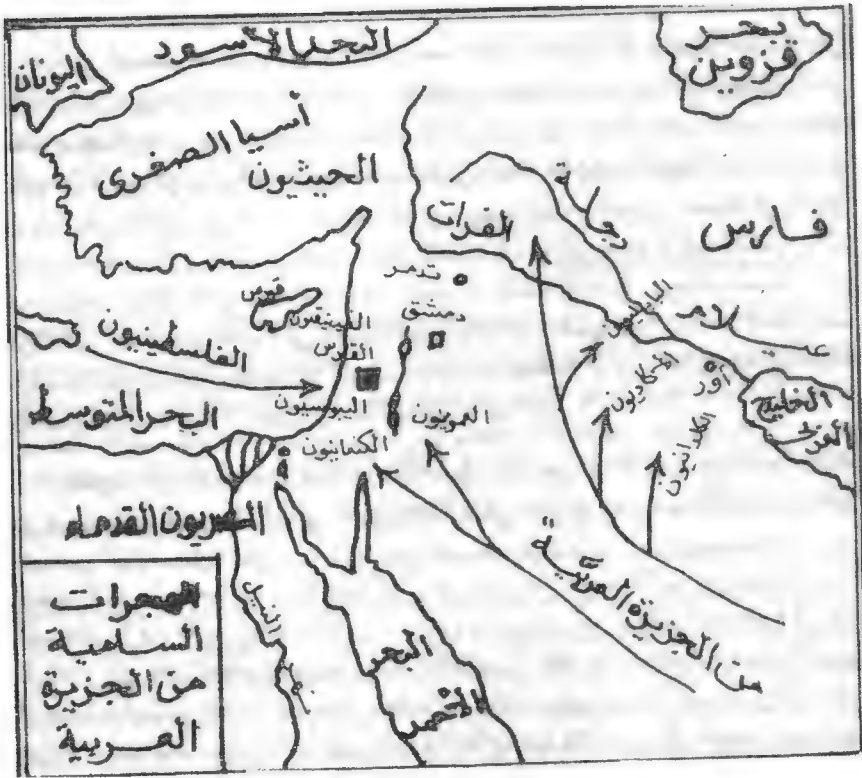 البحر الأسود
بحر
قزوين
اليونان
أسيا الصغرى
الحيثيون
الفرات
دجلة
فارس
تدمر
قبرص
الفينيقيون
دمشق
البابليون
عيلام
الفلسطينيون
القدس
الأكاديون
أور
الخليج
العربي
البحر المتوسط
اليبوسيون
العموريون
الكلدانيون
الكنعانيون
المصريون القدماء
من الجزيرة العربية
نهر النيل
البحر
الأحمر
الهجرات
السامية
من الجزيرة
العربية